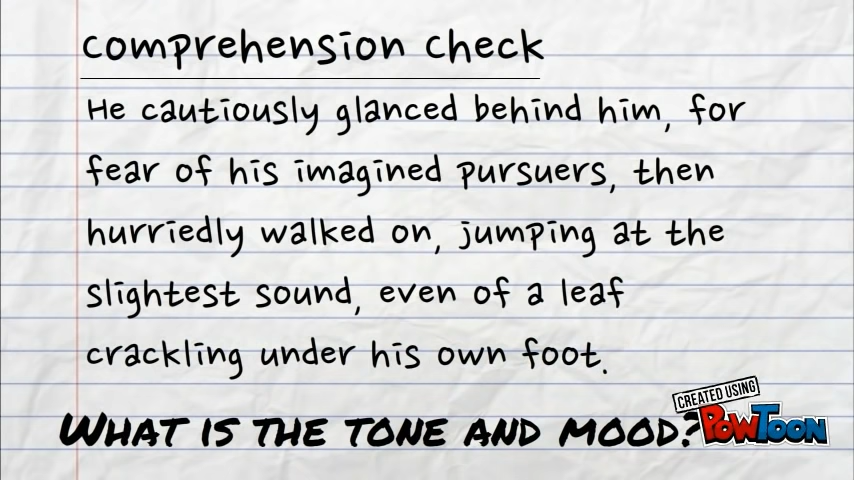 comprehension check
He cautiously glanced behind him, for
fear of his imagined pursuers, then
hurriedly walked on, jumping at the
slightest sound, even of a leaf
crackling under his own foot.
WHAT IS THE TONE AND MOOD?
CREATED USING
POWTOON